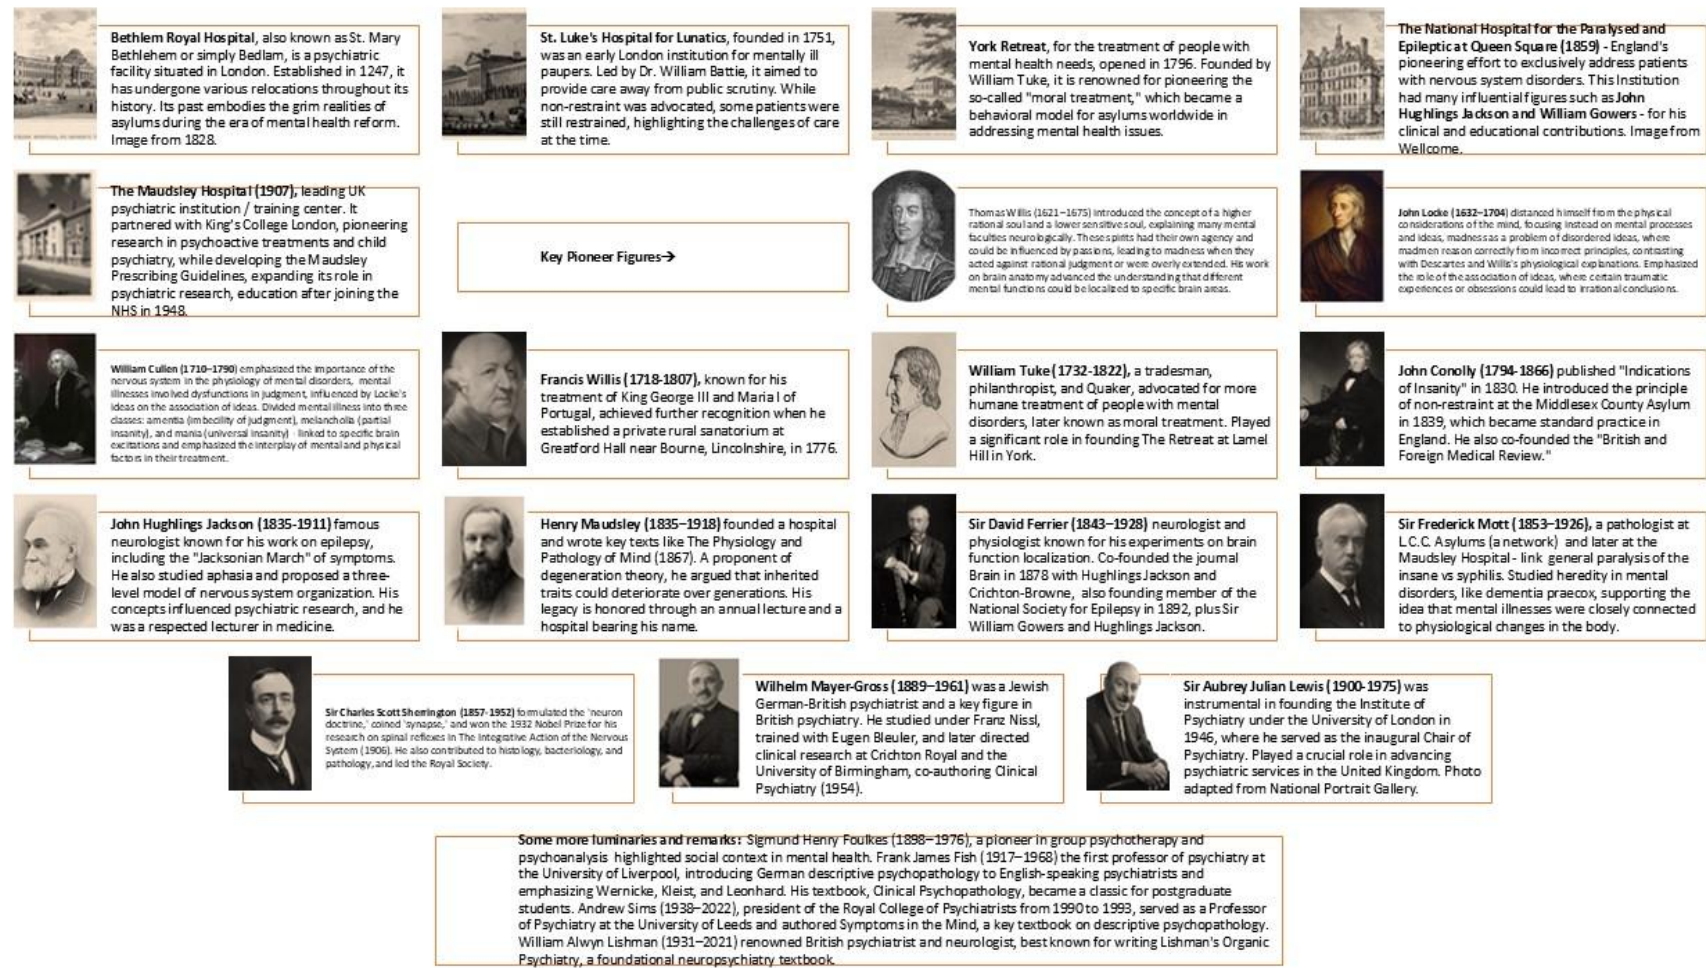 Bethlem Royal Hospital, also known as St. Mary
Bethlehem or simply Bedlam, is a psychiatric
facility situated in London. Established in 1247, it
has undergone various relocations throughout its
history. Its past embodies the grim realities of
asylums during the era of mental health reform.
Image from 1828.
St. Luke's Hospital for Lunatics, founded in 1751,
was an early London institution for mentally ill
paupers. Led by Dr. William Battie, it aimed to
provide care away from public scrutiny. While
non-restraint was advocated, some patients were
still restrained, highlighting the challenges of care
at the time.
York Retreat, for the treatment of people with
mental health needs, opened in 1796. Founded by
William Tuke, it is renowned for pioneering the
so-called "moral treatment," which became a
behavioral model for asylums worldwide in
addressing mental health issues.
The National Hospital for the Paralysed and
Epileptic at Queen Square (1859) - England's
pioneering effort to exclusively address patients
with nervous system disorders. This Institution
had many influential figures such as John
Hughlings Jackson and William Gowers - for his
clinical and educational contributions. Image from
Wellcome.
The Maudsley Hospital (1907), leading UK
psychiatric institution / training center. It
partnered with King's College London, pioneering
research in psychoactive treatments and child
psychiatry, while developing the Maudsley
Prescribing Guidelines, expanding its role in
psychiatric research, education after joining the
NHS in 1948.
Key Pioneer Figures→
Thomas Willis (1621–1675) introduced the concept of a higher
rational soul and a lower sensitive soul, explaining many mental
faculties neurologically. These spirits had their own agency and
could be influenced by passions, leading to madness when they
acted against rational judgment or were overly extended. His work
on brain anatomy advanced the understanding that different
mental functions could be localized to specific brain areas.
John Locke (1632–1704) distanced himself from the physical
considerations of the mind, focusing instead on mental processes
and ideas, madness as a problem of disordered ideas, where
madmen reason correctly from incorrect principles, contrasting
with Descartes and Willis's physiological explanations. Emphasized
the role of the association of ideas, where certain traumatic
experiences or obsessions could lead to irrational conclusions.
William Cullen (1710–1790) emphasized the importance of the
nervous system in the physiology of mental disorders, mental
illnesses involved dysfunctions in judgment, influenced by Locke's
ideas on the association of ideas. Divided mental illness into three
classes: amentia (imbecility of judgment), melancholia (partial
insanity), and mania (universal insanity) - linked to specific brain
excitations and emphasized the interplay of mental and physical
factors in their treatment.
Francis Willis (1718-1807), known for his
treatment of King George III and Maria I of
Portugal, achieved further recognition when he
established a private rural sanatorium at
Greatford Hall near Bourne, Lincolnshire, in 1776.
William Tuke (1732-1822), a tradesman,
philanthropist, and Quaker, advocated for more
humane treatment of people with mental
disorders, later known as moral treatment. Played
a significant role in founding The Retreat at Lamel
Hill in York.
John Conolly (1794-1866) published "Indications
of Insanity" in 1830. He introduced the principle
of non-restraint at the Middlesex County Asylum
in 1839, which became standard practice in
England. He also co-founded the "British and
Foreign Medical Review."
John Hughlings Jackson (1835-1911) famous
neurologist known for his work on epilepsy,
including the "Jacksonian March" of symptoms.
He also studied aphasia and proposed a three-
level model of nervous system organization. His
concepts influenced psychiatric research, and he
was a respected lecturer in medicine.
Henry Maudsley (1835–1918) founded a hospital
and wrote key texts like The Physiology and
Pathology of Mind (1867). A proponent of
degeneration theory, he argued that inherited
traits could deteriorate over generations. His
legacy is honored through an annual lecture and a
hospital bearing his name.
Sir David Ferrier (1843–1928) neurologist and
physiologist known for his experiments on brain
function localization. Co-founded the journal
Brain in 1878 with Hughlings Jackson and
Crichton-Browne, also founding member of the
National Society for Epilepsy in 1892, plus Sir
William Gowers and Hughlings Jackson.
Sir Frederick Mott (1853–1926), a pathologist at
L.C.C. Asylums (a network) and later at the
Maudsley Hospital - link general paralysis of the
insane vs syphilis. Studied heredity in mental
disorders, like dementia praecox, supporting the
idea that mental illnesses were closely connected
to physiological changes in the body.
Sir Charles Scott Sherrington (1857-1952) formulated the 'neuron
doctrine,' coined 'synapse,' and won the 1932 Nobel Prize for his
research on spinal reflexes in The Integrative Action of the Nervous
System (1906). He also contributed to histology, bacteriology, and
pathology, and led the Royal Society.
Wilhelm Mayer-Gross (1889–1961) was a Jewish
German-British psychiatrist and a key figure in
British psychiatry. He studied under Franz Nissl,
trained with Eugen Bleuler, and later directed
clinical research at Crichton Royal and the
University of Birmingham, co-authoring Clinical
Psychiatry (1954).
Sir Aubrey Julian Lewis (1900-1975) was
instrumental in founding the Institute of
Psychiatry under the University of London in
1946, where he served as the inaugural Chair of
Psychiatry. Played a crucial role in advancing
psychiatric services in the United Kingdom. Photo
adapted from National Portrait Gallery.
Some more luminaries and remarks: Sigmund Henry Foulkes (1898–1976), a pioneer in group psychotherapy and
psychoanalysis highlighted social context in mental health. Frank James Fish (1917–1968) the first professor of psychiatry at
the University of Liverpool, introducing German descriptive psychopathology to English-speaking psychiatrists and
emphasizing Wernicke, Kleist, and Leonhard. His textbook, Clinical Psychopathology, became a classic for postgraduate
students. Andrew Sims (1938–2022), president of the Royal College of Psychiatrists from 1990 to 1993, served as a Professor
of Psychiatry at the University of Leeds and authored Symptoms in the Mind, a key textbook on descriptive psychopathology.
William Alwyn Lishman (1931–2021) renowned British psychiatrist and neurologist, best known for writing Lishman's Organic
Psychiatry, a foundational neuropsychiatry textbook.